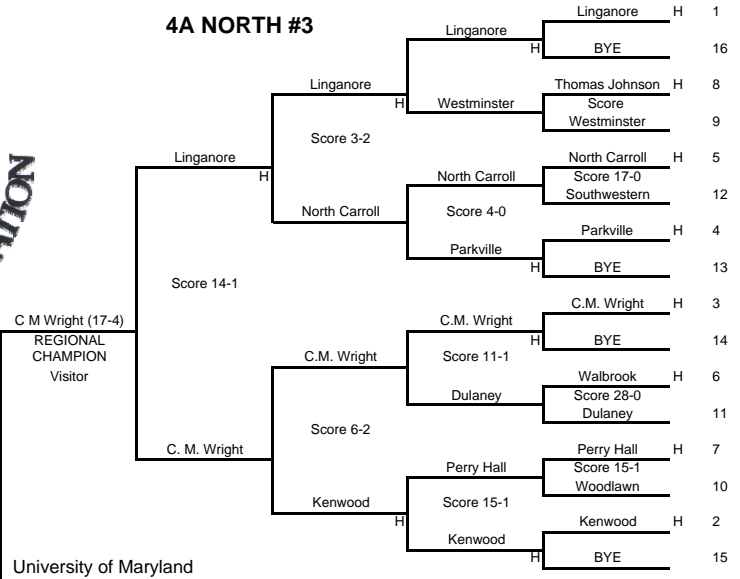 4A NORTH #3
Linganore H 1
Linganore
H BYE 16
Linganore
Thomas Johnson H 8
H Westminster Score
Westminster 9
Score 3-2
Linganore
H
North Carroll H 5
North Carroll Score 17-0
Southwestern 12
North Carroll Score 4-0
Parkville H 4
Parkville
H BYE 13
Score 14-1
C.M. Wright H 3
C M Wright (17-4) C.M. Wright
REGIONAL H BYE 14
CHAMPION C.M. Wright Score 11-1
Visitor Walbrook H 6
Dulaney Score 28-0
Dulaney 11
Score 6-2
C. M. Wright Perry Hall H 7
Perry Hall Score 15-1
Woodlawn 10
Kenwood Score 15-1
H Kenwood H 2
Kenwood
H BYE 15
University of Maryland